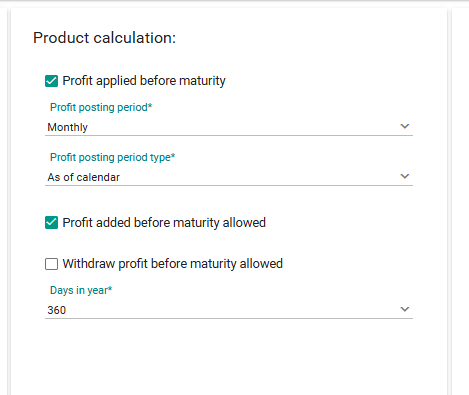 Product calculation:
Profit applied before maturity
Profit posting period*
Monthly
Profit posting period type*
As of calendar
Profit added before maturity allowed
Withdraw profit before maturity allowed
Days in year*
360